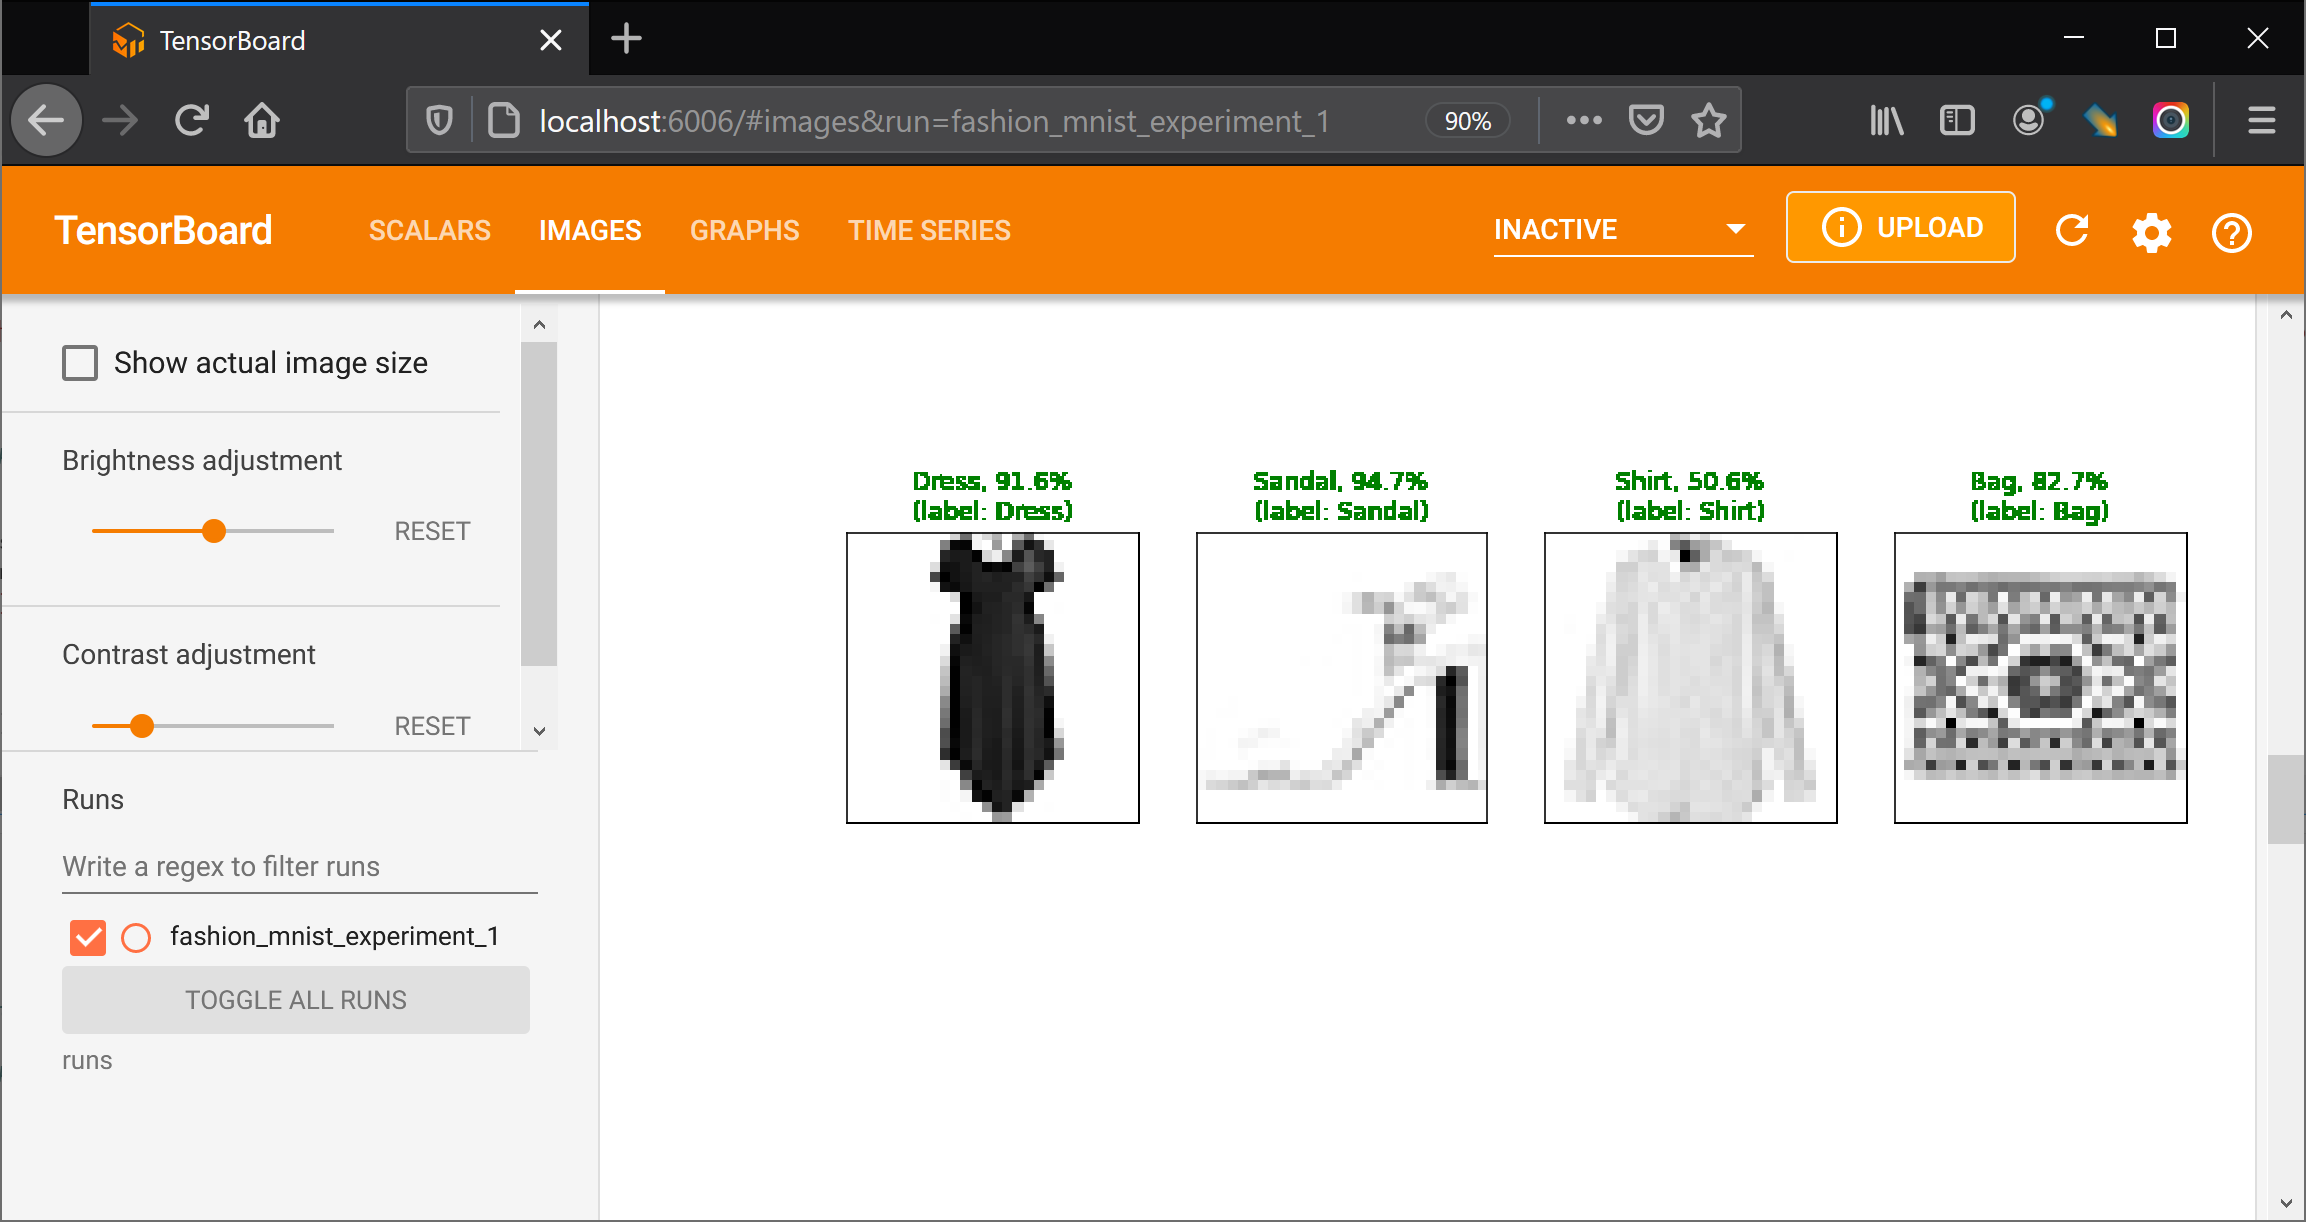 TensorBoard
localhost:6006/#images&run=fashion_mnist_experiment_1
90%
TensorBoard
SCALARS
IMAGES
GRAPHS
TIME SERIES
INACTIVE
UPLOAD
Show actual image size
Brightness adjustment
RESET
Contrast adjustment
RESET
Runs
Write a regex to filter runs
fashion_mnist_experiment_1
TOGGLE ALL RUNS
runs
Dress, 91.6%
(label: Dress)
Sandal, 94.7%
(label: Sandal)
Shirt, 50.6%
(label: Shirt)
Bag, 82.7%
(label: Bag)